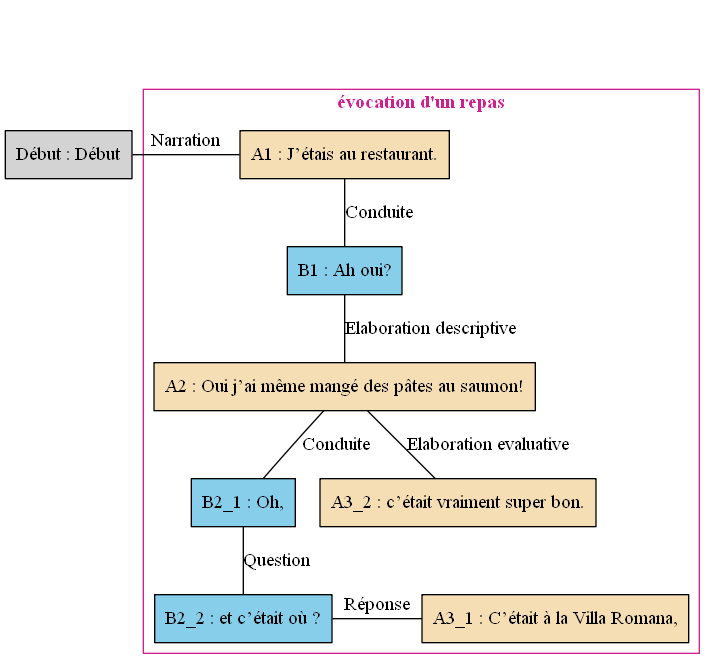 évocation d'un repas
Début : Début
Narration
A1 : J’étais au restaurant.
Conduite
B1 : Ah oui?
Elaboration descriptive
A2 : Oui j’ai même mangé des pâtes au saumon!
Conduite
Elaboration evaluative
B2_1 : Oh,
A3_2 : c’était vraiment super bon.
Question
B2_2 : et c’était où ?
Réponse
A3_1 : C’était à la Villa Romana,